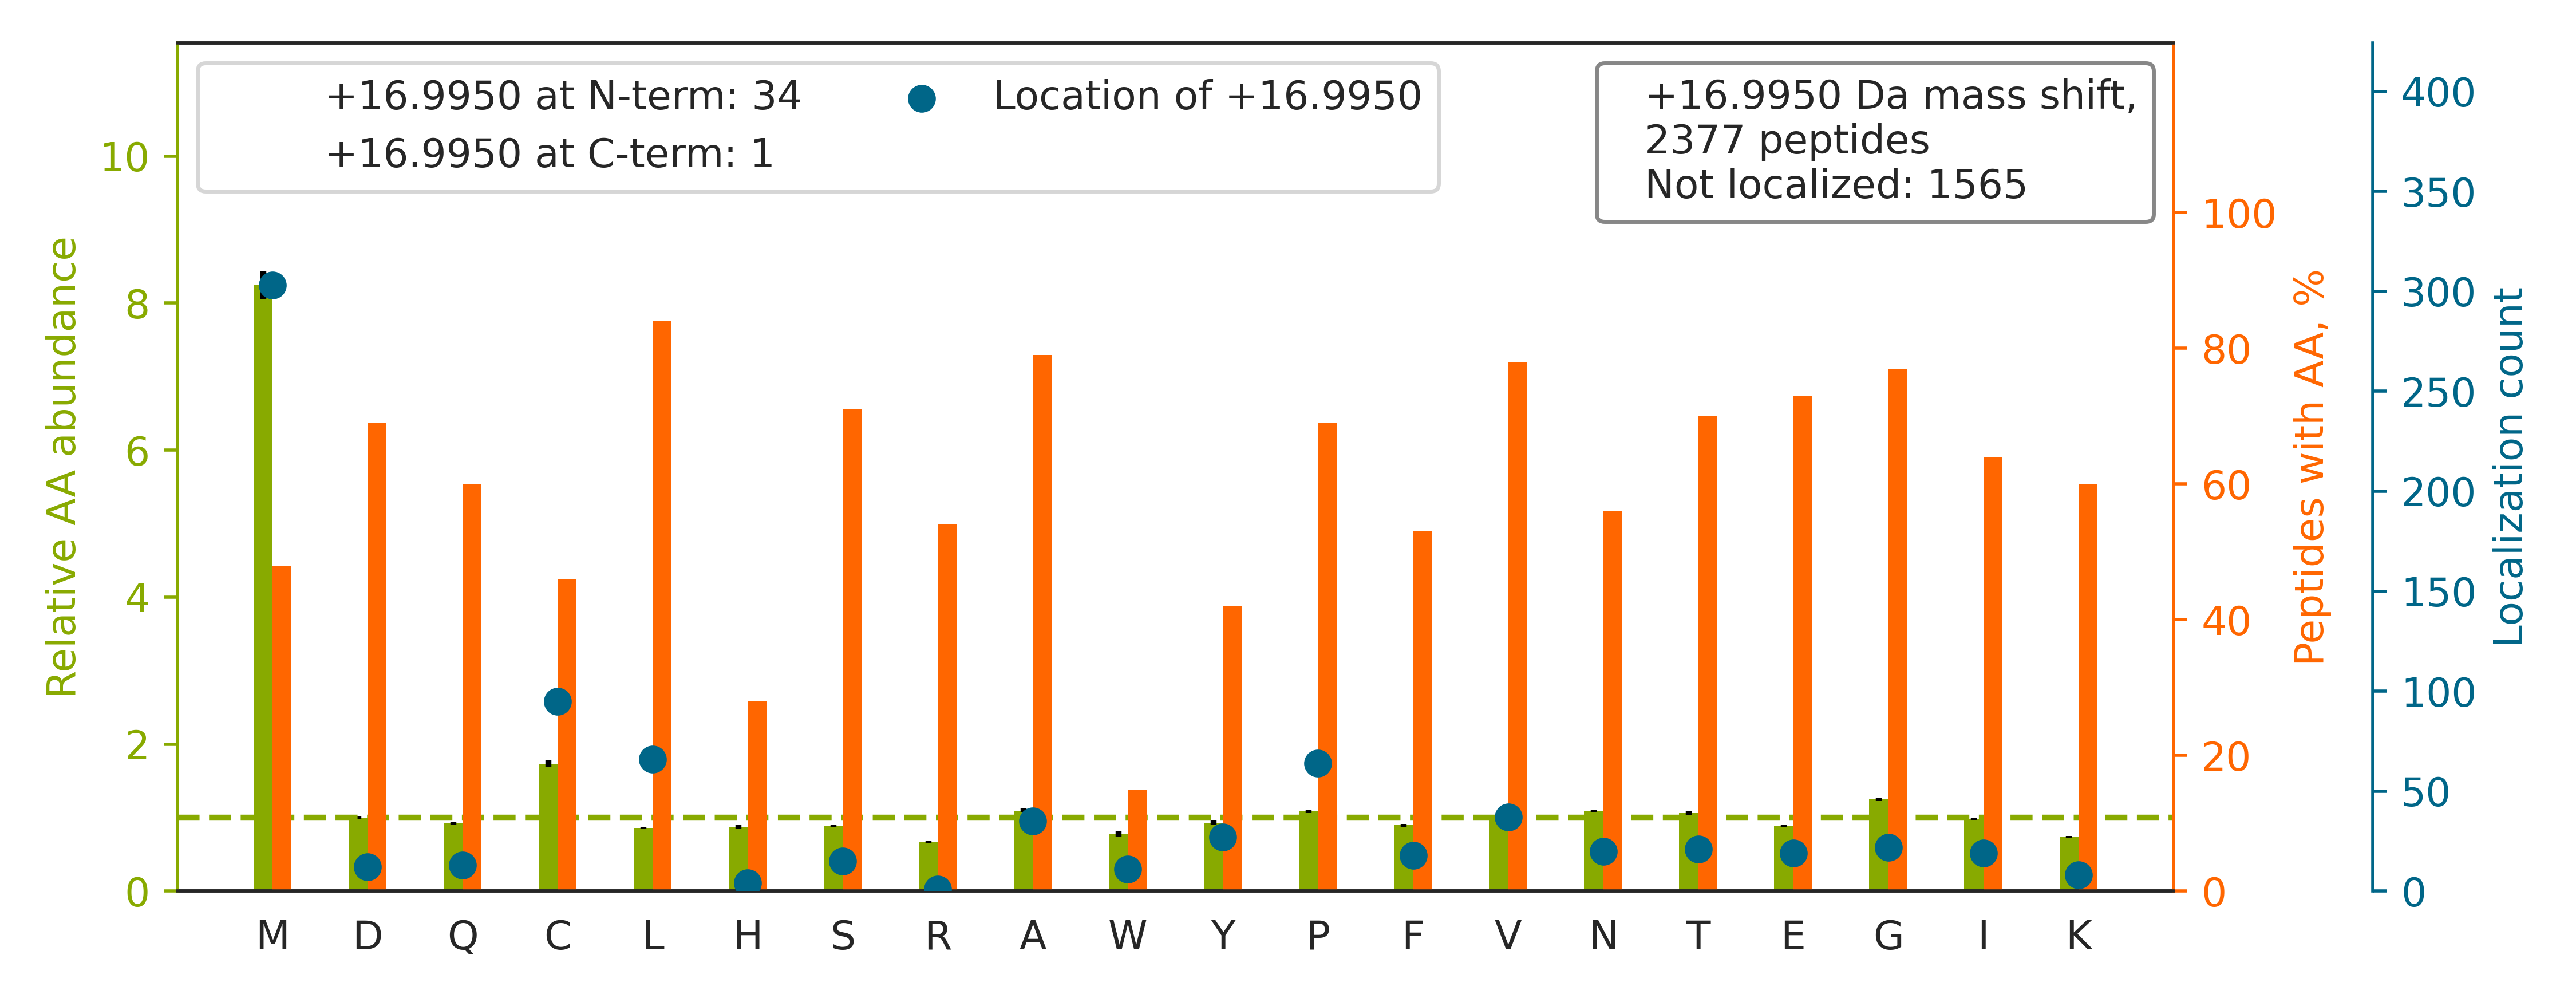 +16.9950 at N-term: 34
+16.9950 at C-term: 1
Location of +16.9950
+16.9950 Da mass shift,
2377 peptides
Not localized: 1565
Relative AA abundance
10
8
6
4
2
0
M D Q C L H S R A W Y P F V N T E G I K
100
80
60
40
20
0
Peptides with AA, %
400
350
300
250
200
150
100
50
0
Localization count